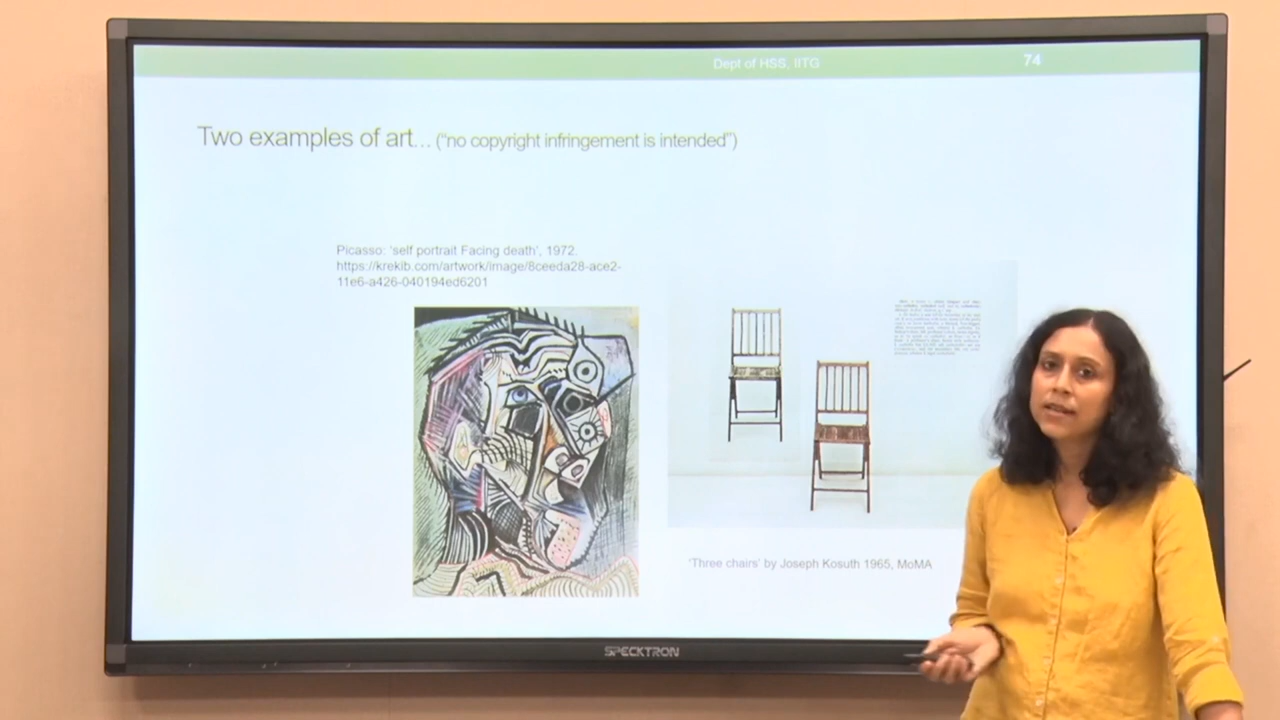 Dept of HSS, IITG
74
Two examples of art... ("no copyright infringement is intended")
Picasso: 'self portrait Facing death', 1972.
https://kreklb.com/artwork/image/8ceeda28-ace2-
11e6-a426-040194ed6201
'Three chairs' by Joseph Kosuth 1965, MoMA
SPECKTRON